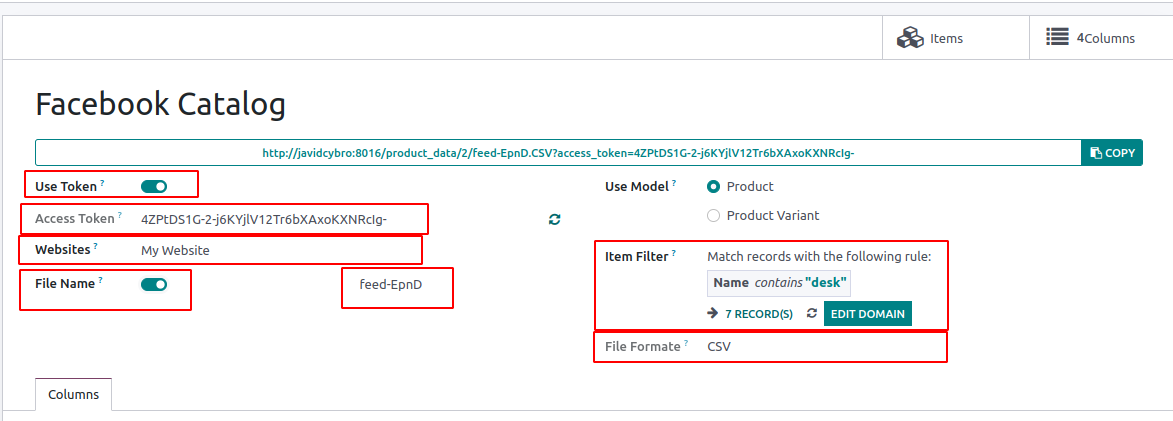 Items
4Columns
Facebook Catalog
http://javidcybro:8016/product_data/2/feed-EpnD.CSV?access_token=4ZPtDS1G-2-j6KYjlV12Tr6bXAxoKXNRcIg-
COPY
Use Token ?
Access Token ? 4ZPtDS1G-2-j6KYjlV12Tr6bXAxoKXNRcIg-
Websites ? My Website
File Name ? feed-EpnD
Use Model ? Product
Product Variant
Item Filter ? Match records with the following rule:
Name contains "desk"
7 RECORD(S) EDIT DOMAIN
File Formate ? CSV
Columns